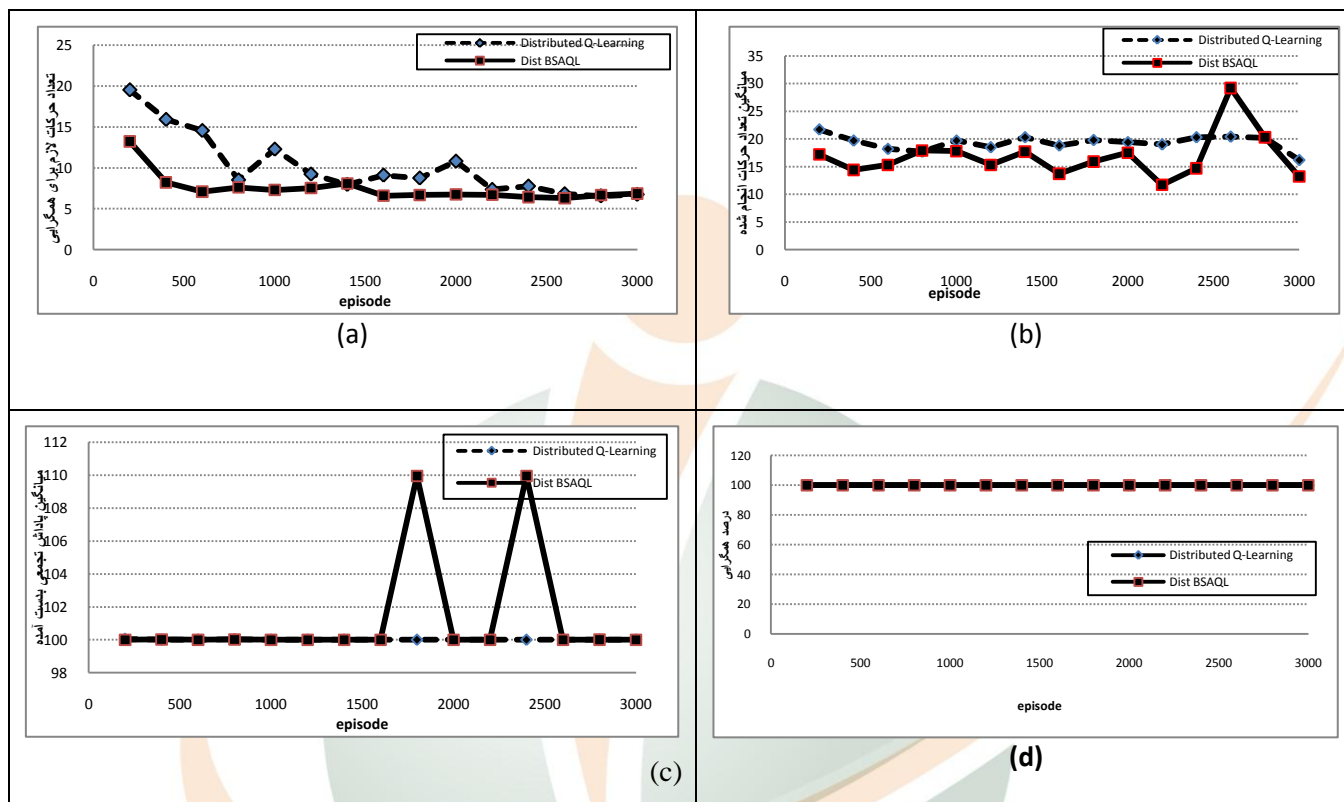 25
20
15
10
5
0
تعداد حرکات لازم برای همگرایی
Distributed Q-Learning
Dist BSAQL
0 500 1000 1500 2000 2500 3000
episode
(a)
35
30
25
20
15
10
5
0
میانگین تعداد حرکات انجام شده
Distributed Q-Learning
Dist BSAQL
0 500 1000 1500 2000 2500 3000
episode
(b)
112
110
108
106
104
102
100
98
میانگین پاداش تجمعی بدست آمده
Distributed Q-Learning
Dist BSAQL
0 500 1000 1500 2000 2500 3000
episode
(c)
120
100
80
60
40
20
0
درصد همگرایی
Distributed Q-Learning
Dist BSAQL
0 500 1000 1500 2000 2500 3000
episode
(d)